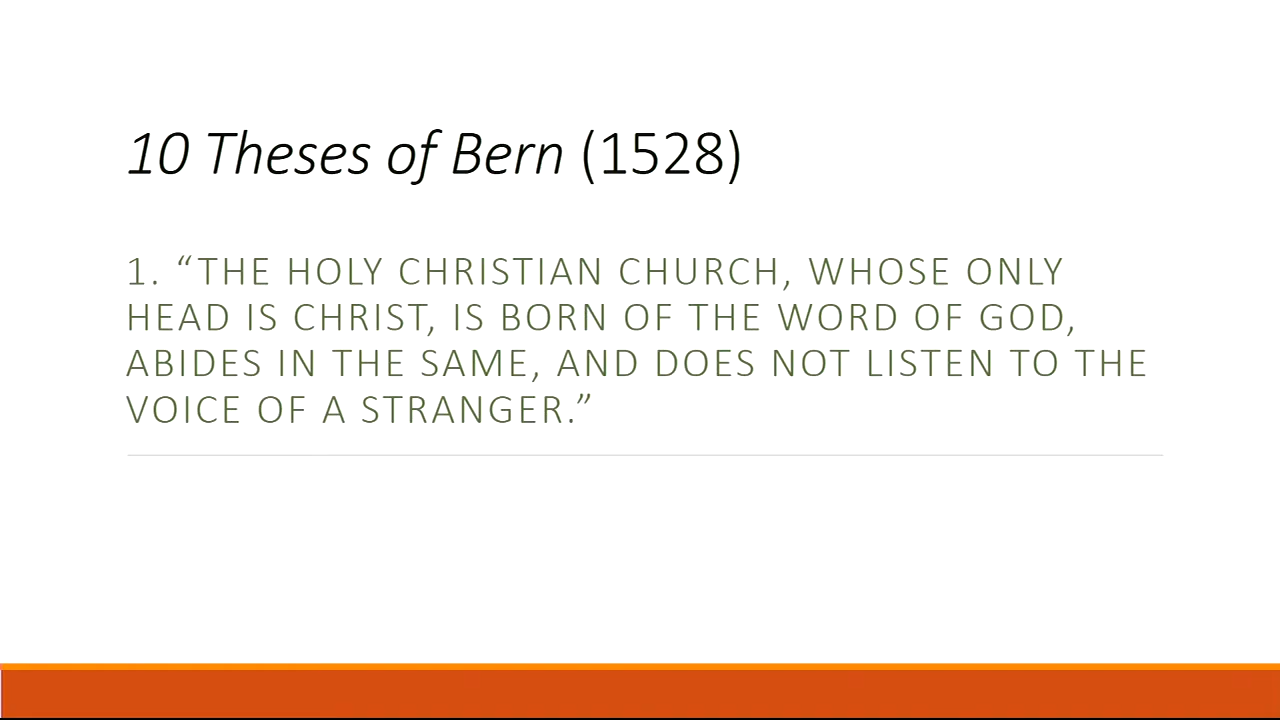 10 Theses of Bern (1528)
1. “THE HOLY CHRISTIAN CHURCH, WHOSE ONLY
HEAD IS CHRIST, IS BORN OF THE WORD OF GOD,
ABIDES IN THE SAME, AND DOES NOT LISTEN TO THE
VOICE OF A STRANGER.”